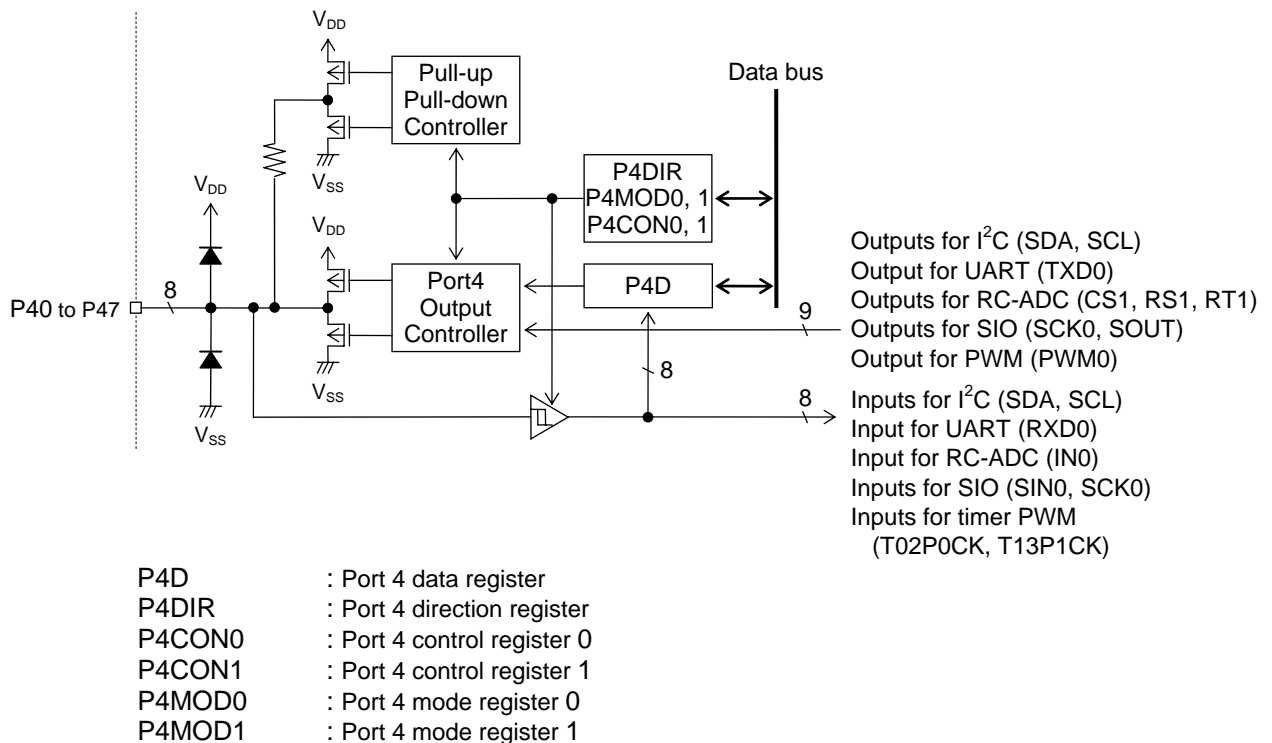 VDD
Pull-up
Pull-down
Controller
VSS
Data bus
P4DIR
P4MOD0, 1
P4CON0, 1
VDD
VDD
Port4
Output
Controller
P4D
P40 to P47
8
VSS
VSS
9
8
8
Outputs for I²C (SDA, SCL)
Output for UART (TXD0)
Outputs for RC-ADC (CS1, RS1, RT1)
Outputs for SIO (SCK0, SOUT)
Output for PWM (PWM0)
Inputs for I²C (SDA, SCL)
Input for UART (RXD0)
Input for RC-ADC (IN0)
Inputs for SIO (SIN0, SCK0)
Inputs for timer PWM
(T02P0CK, T13P1CK)
P4D : Port 4 data register
P4DIR : Port 4 direction register
P4CON0 : Port 4 control register 0
P4CON1 : Port 4 control register 1
P4MOD0 : Port 4 mode register 0
P4MOD1 : Port 4 mode register 1